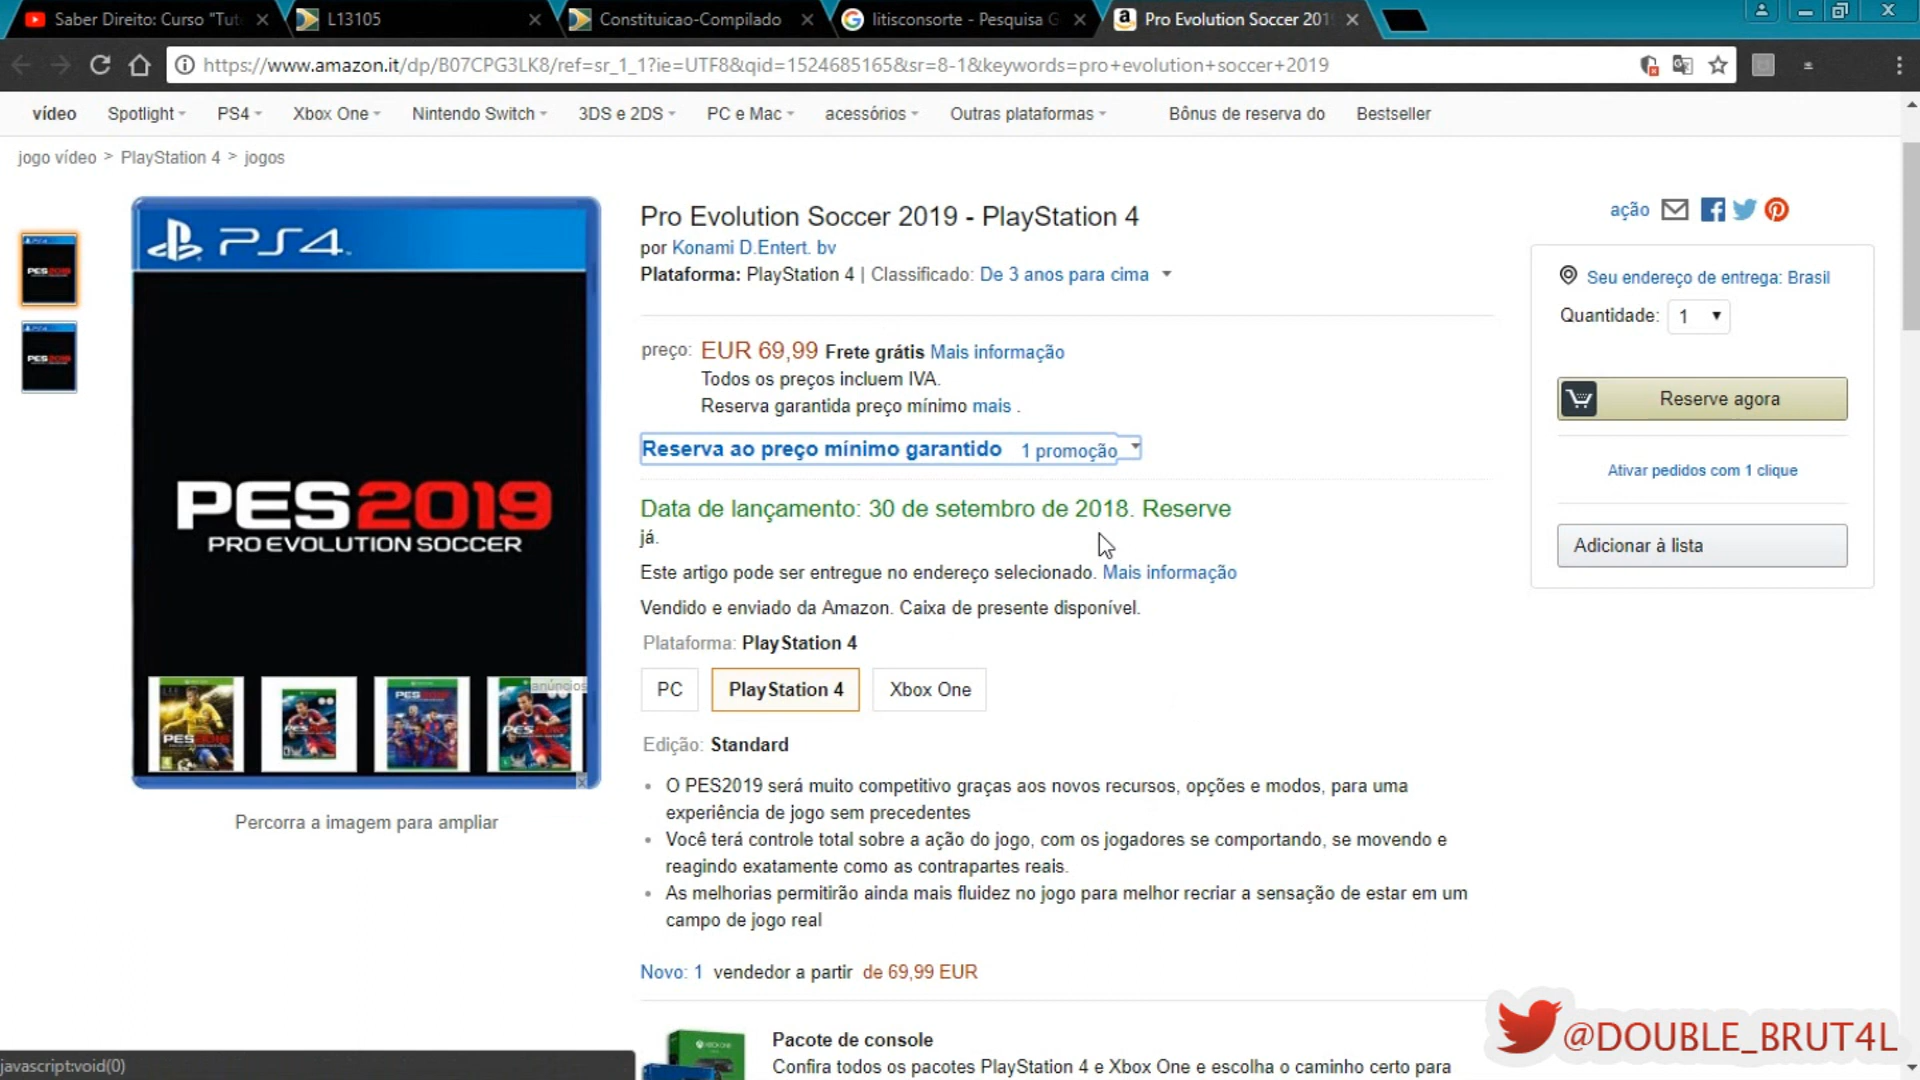 Saber Direito: Curso "Tut
L13105
Constituicao-Compilado
litisconsorte - Pesquisa G
Pro Evolution Soccer 201
https://www.amazon.it/dp/B07CPG3LK8/ref=sr_1_1?ie=UTF8&qid=1524685165&sr=8-1&keywords=pro+evolution+soccer+2019
vídeo Spotlight PS4 Xbox One Nintendo Switch 3DS e 2DS PC e Mac acessórios Outras plataformas Bônus de reserva do Bestseller
jogo vídeo > PlayStation 4 > jogos
PS4
PES2019
PRO EVOLUTION SOCCER
anúncios
Percorra a imagem para ampliar
Pro Evolution Soccer 2019 - PlayStation 4
por Konami D.Entert. bv
Plataforma: PlayStation 4 | Classificado: De 3 anos para cima
preço: EUR 69,99 Frete grátis Mais informação
Todos os preços incluem IVA.
Reserva garantida preço mínimo mais .
Reserva ao preço mínimo garantido 1 promoção
Data de lançamento: 30 de setembro de 2018. Reserve
já.
Este artigo pode ser entregue no endereço selecionado. Mais informação
Vendido e enviado da Amazon. Caixa de presente disponível.
Plataforma: PlayStation 4
PC PlayStation 4 Xbox One
Edição: Standard
• O PES2019 será muito competitivo graças aos novos recursos, opções e modos, para uma
experiência de jogo sem precedentes
• Você terá controle total sobre a ação do jogo, com os jogadores se comportando, se movendo e
reagindo exatamente como as contrapartes reais.
• As melhorias permitirão ainda mais fluidez no jogo para melhor recriar a sensação de estar em um
campo de jogo real
Novo: 1 vendedor a partir de 69,99 EUR
Pacote de console
Confira todos os pacotes PlayStation 4 e Xbox One e escolha o caminho certo para
ação
Seu endereço de entrega: Brasil
Quantidade: 1
Reserve agora
Ativar pedidos com 1 clique
Adicionar à lista
@DOUBLE_BRUT4L
javascript:void(0)